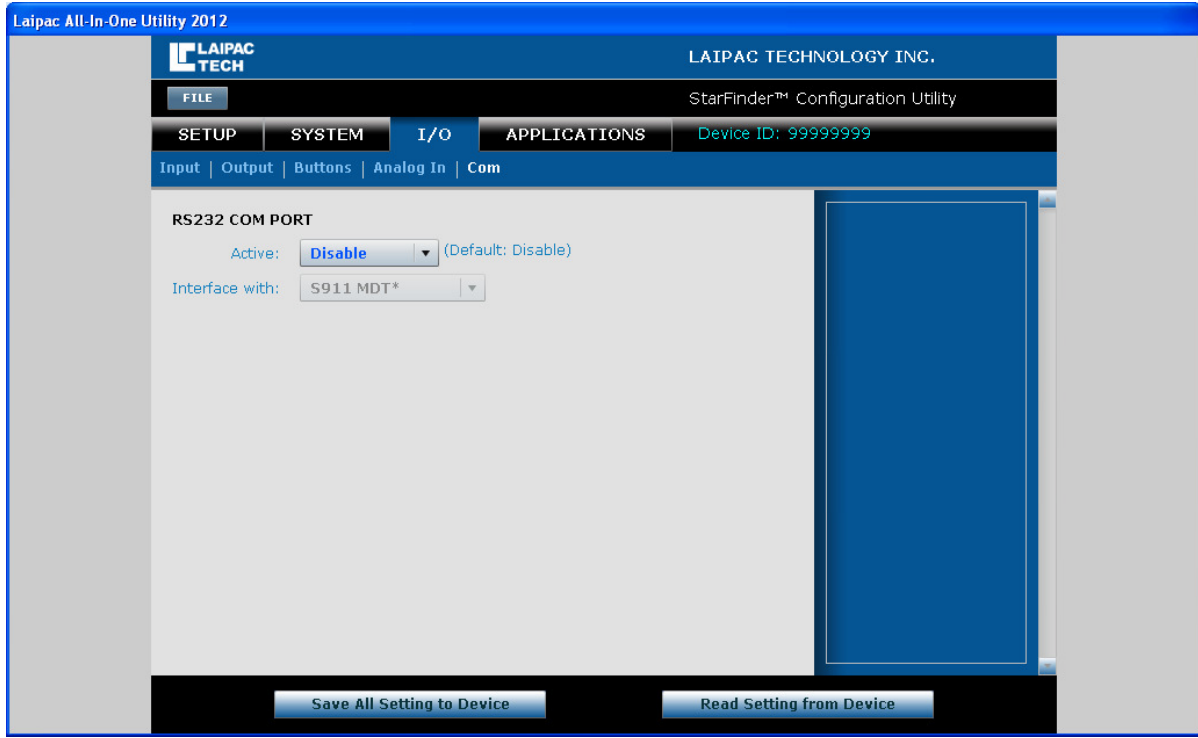 Laipac All-In-One Utility 2012
LAIPAC
TECH
LAIPAC TECHNOLOGY INC.
FILE
StarFinder™ Configuration Utility
SETUP SYSTEM I/O APPLICATIONS Device ID: 99999999
Input | Output | Buttons | Analog In | Com
RS232 COM PORT
Active: Disable (Default: Disable)
Interface with: S911 MDT*
Save All Setting to Device Read Setting from Device